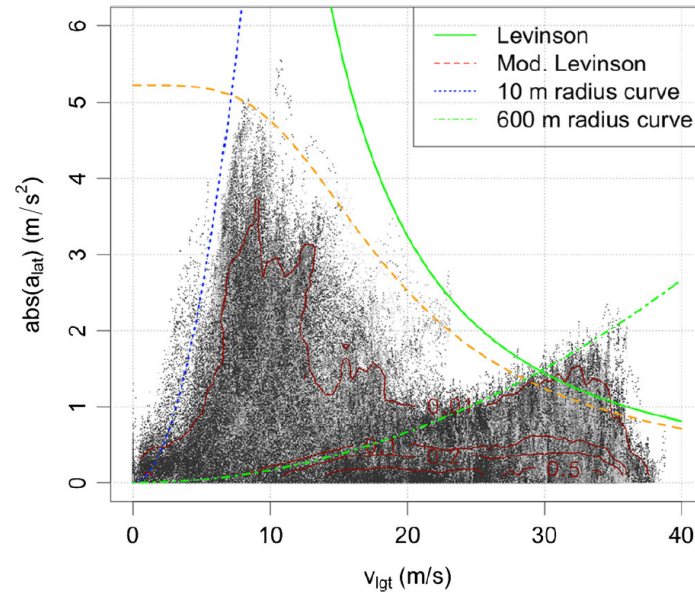 Levinson
Mod. Levinson
10 m radius curve
600 m radius curve
6
5
4
3
2
1
0
abs(a_lat) (m/s²)
0.01
0.2
0.5
0 10 20 30 40
v_lgt (m/s)